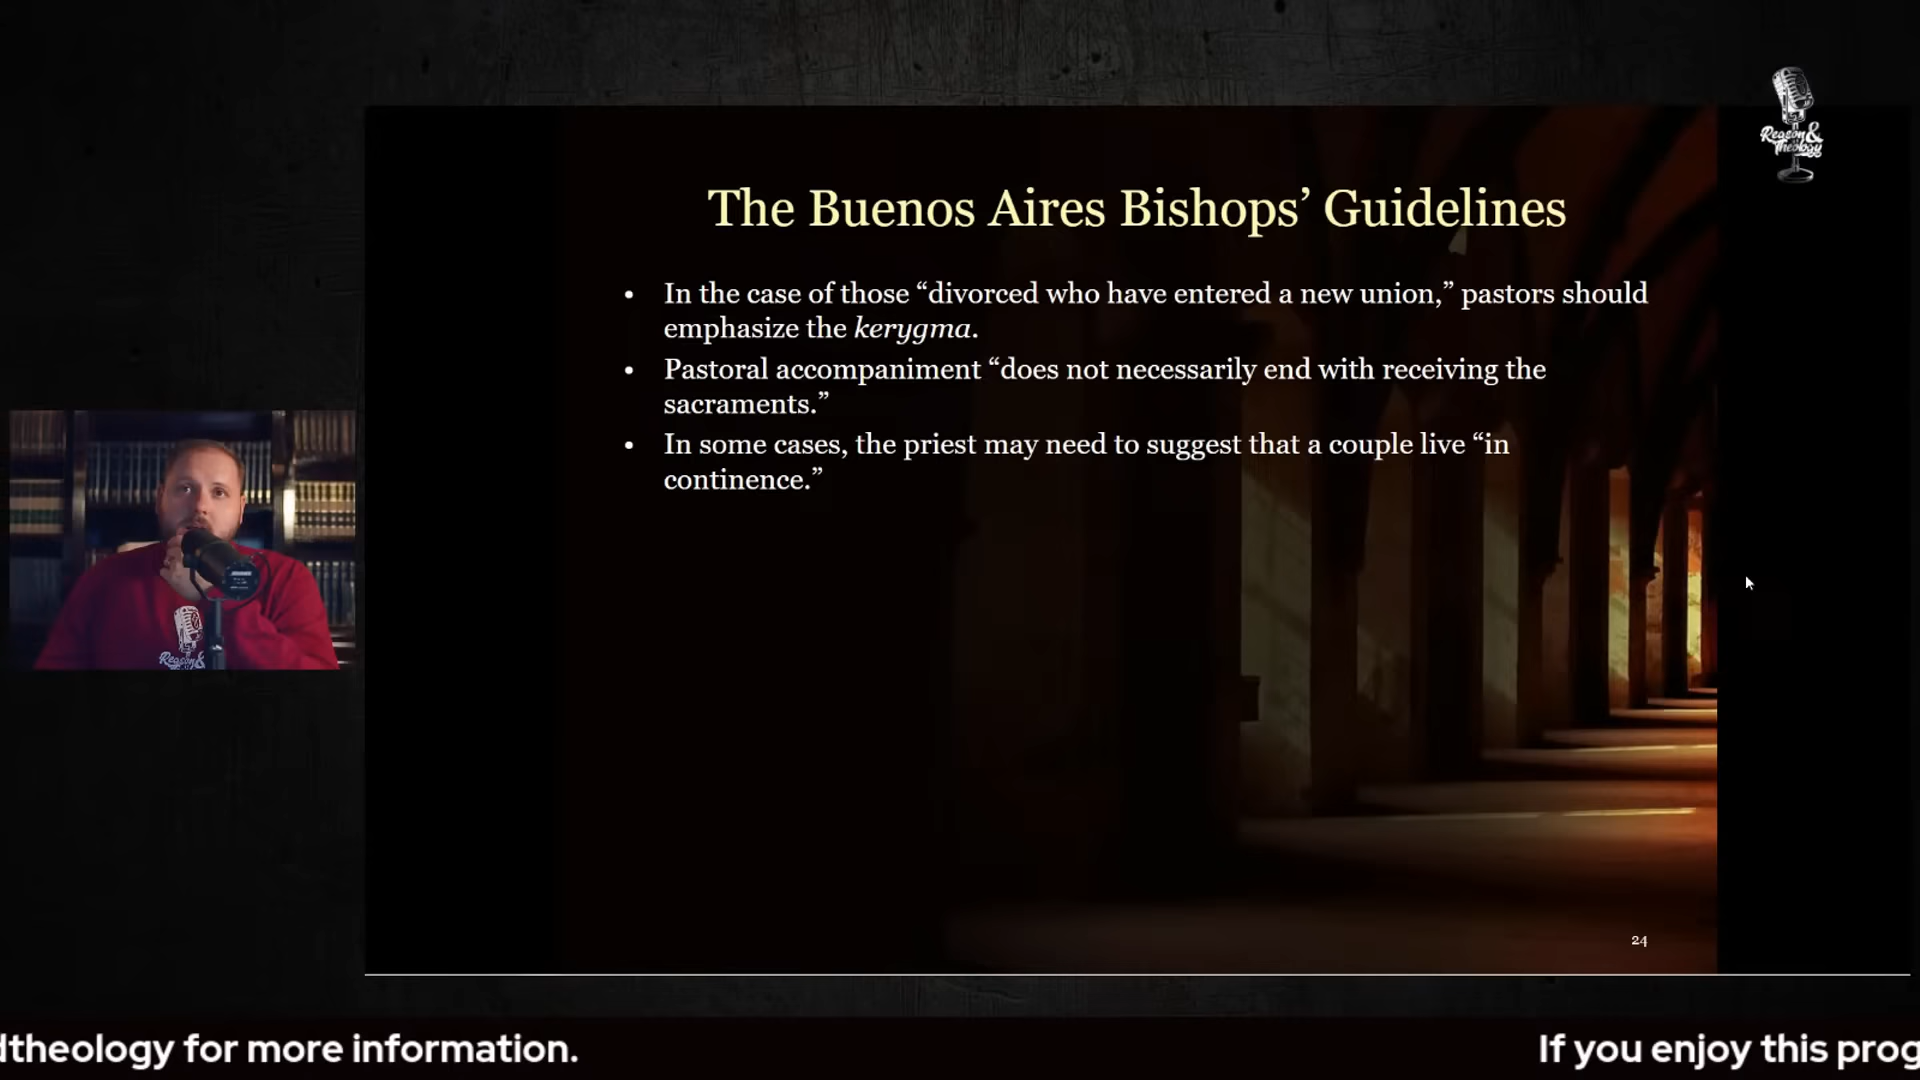 Reason &
Theology
The Buenos Aires Bishops’ Guidelines
• In the case of those “divorced who have entered a new union,” pastors should
emphasize the kerygma.
• Pastoral accompaniment “does not necessarily end with receiving the
sacraments.”
• In some cases, the priest may need to suggest that a couple live “in
continence.”
Reason &
24
dtheology for more information.
If you enjoy this prog